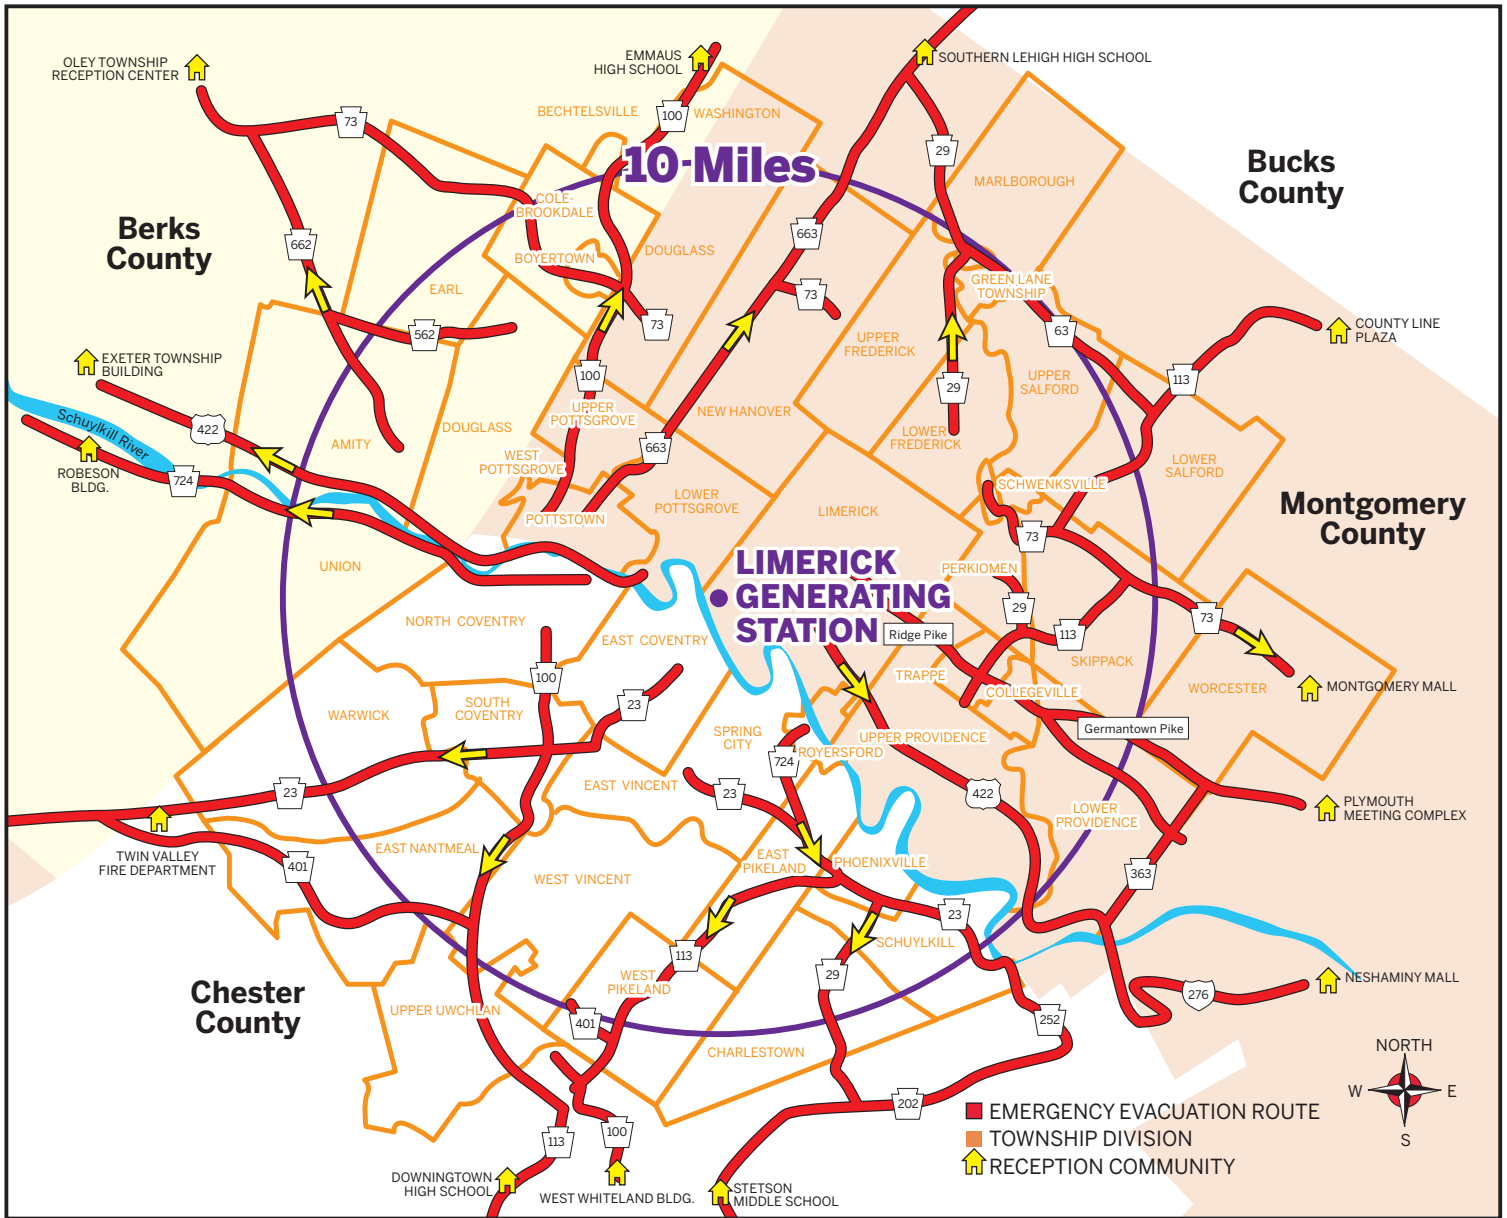 OLEY TOWNSHIP
RECEPTION CENTER
EMMAUS
HIGH SCHOOL
SOUTHERN LEHIGH HIGH SCHOOL
73
BECHTELSVILLE
100
WASHINGTON
29
10-Miles
Bucks
County
MARLBOROUGH
COLE-
BROOKDALE
Berks
County
662
BOYERTOWN
DOUGLASS
663
EARL
GREEN LANE
TOWNSHIP
73
562
73
63
COUNTY LINE
PLAZA
UPPER
FREDERICK
EXETER TOWNSHIP
BUILDING
100
29
UPPER
SALFORD
113
Schuylkill River
422
UPPER
POTTSGROVE
NEW HANOVER
DOUGLASS
AMITY
663
LOWER
FREDERICK
WEST
POTTSGROVE
LOWER
SALFORD
ROBESON
BLDG.
724
SCHWENKSVILLE
LOWER
POTTSGROVE
LIMERICK
POTTSTOWN
Montgomery
County
73
UNION
LIMERICK
GENERATING
STATION
PERKIOMEN
29
73
NORTH COVENTRY
EAST COVENTRY
Ridge Pike
113
SKIPPACK
TRAPPE
100
COLLEGEVILLE
WORCESTER
MONTGOMERY MALL
SOUTH
COVENTRY
23
WARWICK
SPRING
CITY
Germantown Pike
UPPER PROVIDENCE
ROYERSFORD
724
EAST VINCENT
23
23
422
LOWER
PROVIDENCE
PLYMOUTH
MEETING COMPLEX
TWIN VALLEY
FIRE DEPARTMENT
EAST NANTMEAL
401
EAST
PIKELAND
PHOENIXVILLE
WEST VINCENT
363
23
SCHUYLKILL
113
29
WEST
PIKELAND
NESHAMINY MALL
276
Chester
County
UPPER UWCHLAN
401
252
CHARLESTOWN
NORTH
W
E
S
202
EMERGENCY EVACUATION ROUTE
TOWNSHIP DIVISION
RECEPTION COMMUNITY
113
100
DOWNINGTOWN
HIGH SCHOOL
WEST WHITELAND BLDG.
STETSON
MIDDLE SCHOOL